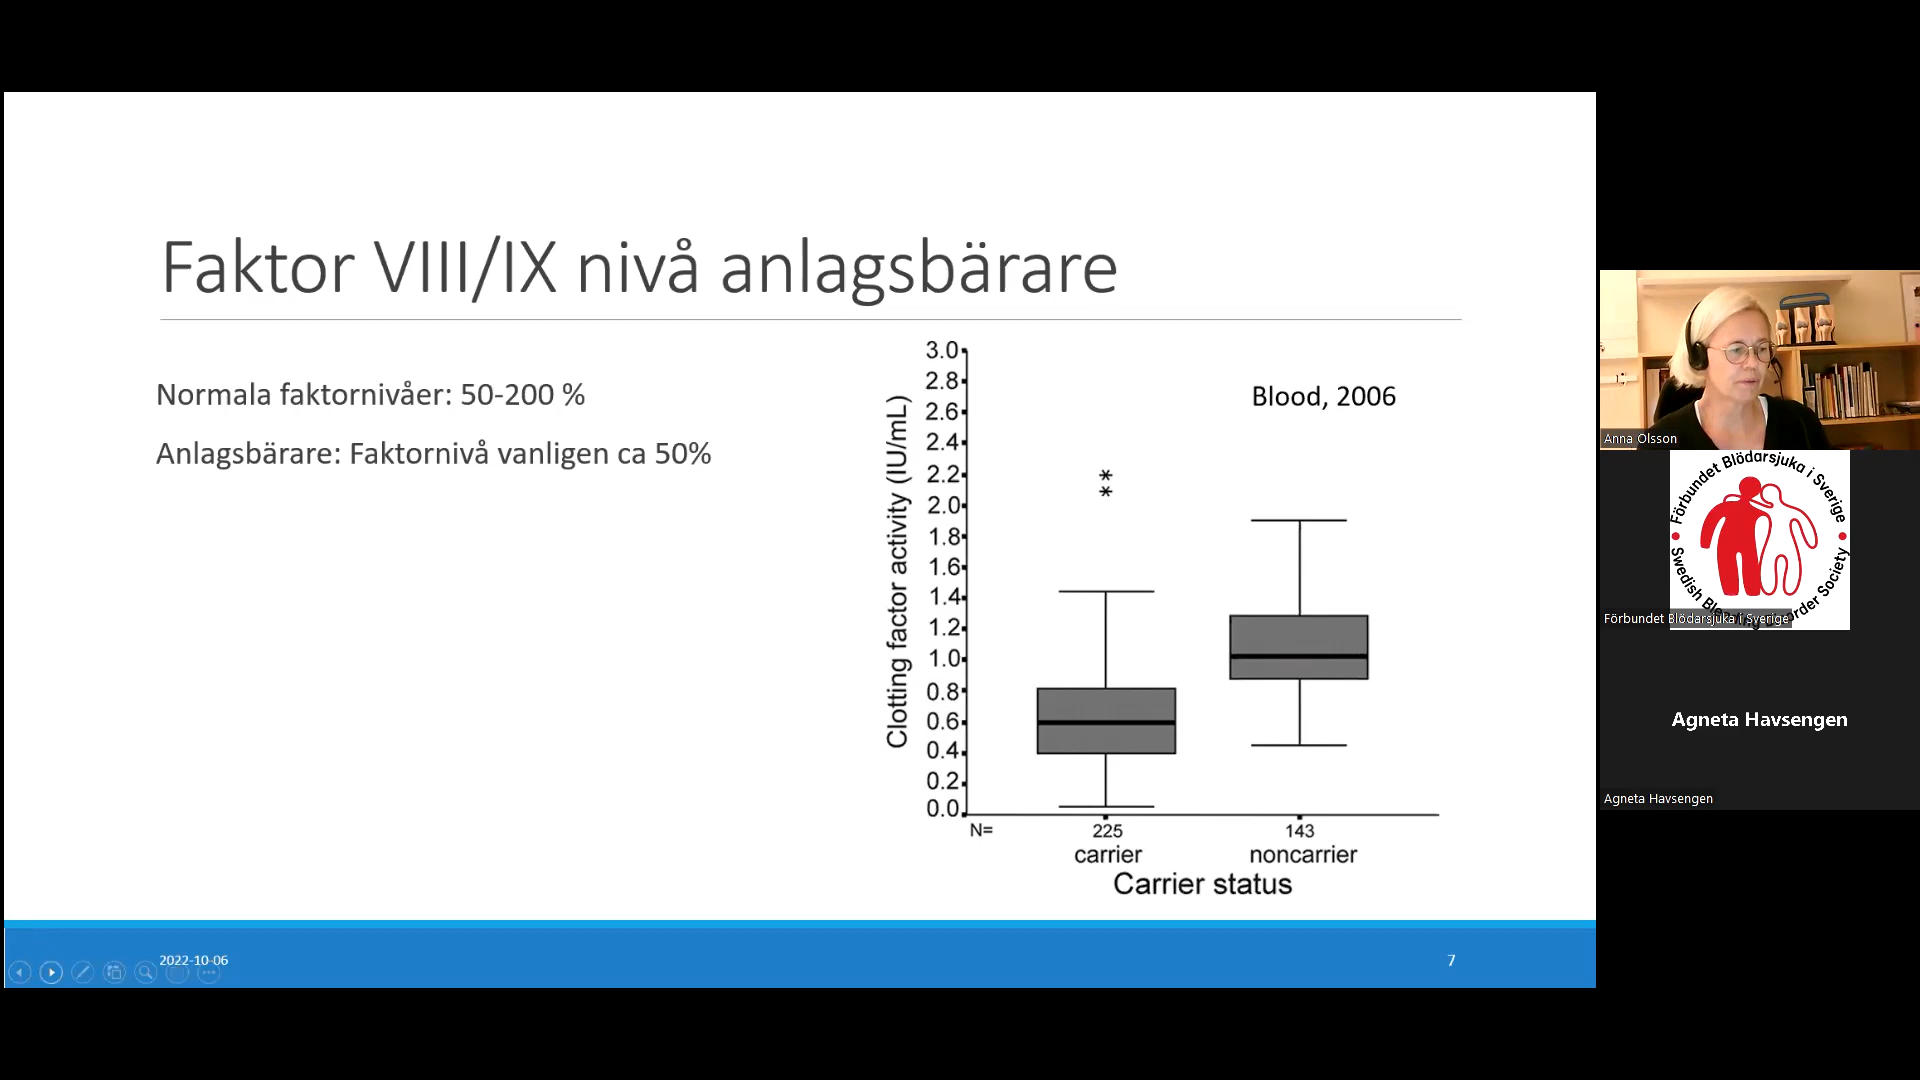 Faktor VIII/IX nivå anlagsbärare
Normala faktornivåer: 50-200 %
Anlagsbärare: Faktornivå vanligen ca 50%
Blood, 2006
Clotting factor activity (IU/mL)
3.0
2.8
2.6
2.4
2.2
2.0
1.8
1.6
1.4
1.2
1.0
0.8
0.6
0.4
0.2
0.0
*
*
N= 225 143
carrier noncarrier
Carrier status
2022-10-06
7
Anna Olsson
Förbundet Blödarsjuka i Sverige
Swedish Bleeding Disorder Society
Förbundet Blödarsjuka i Sverige
Agneta Havsengen
Agneta Havsengen